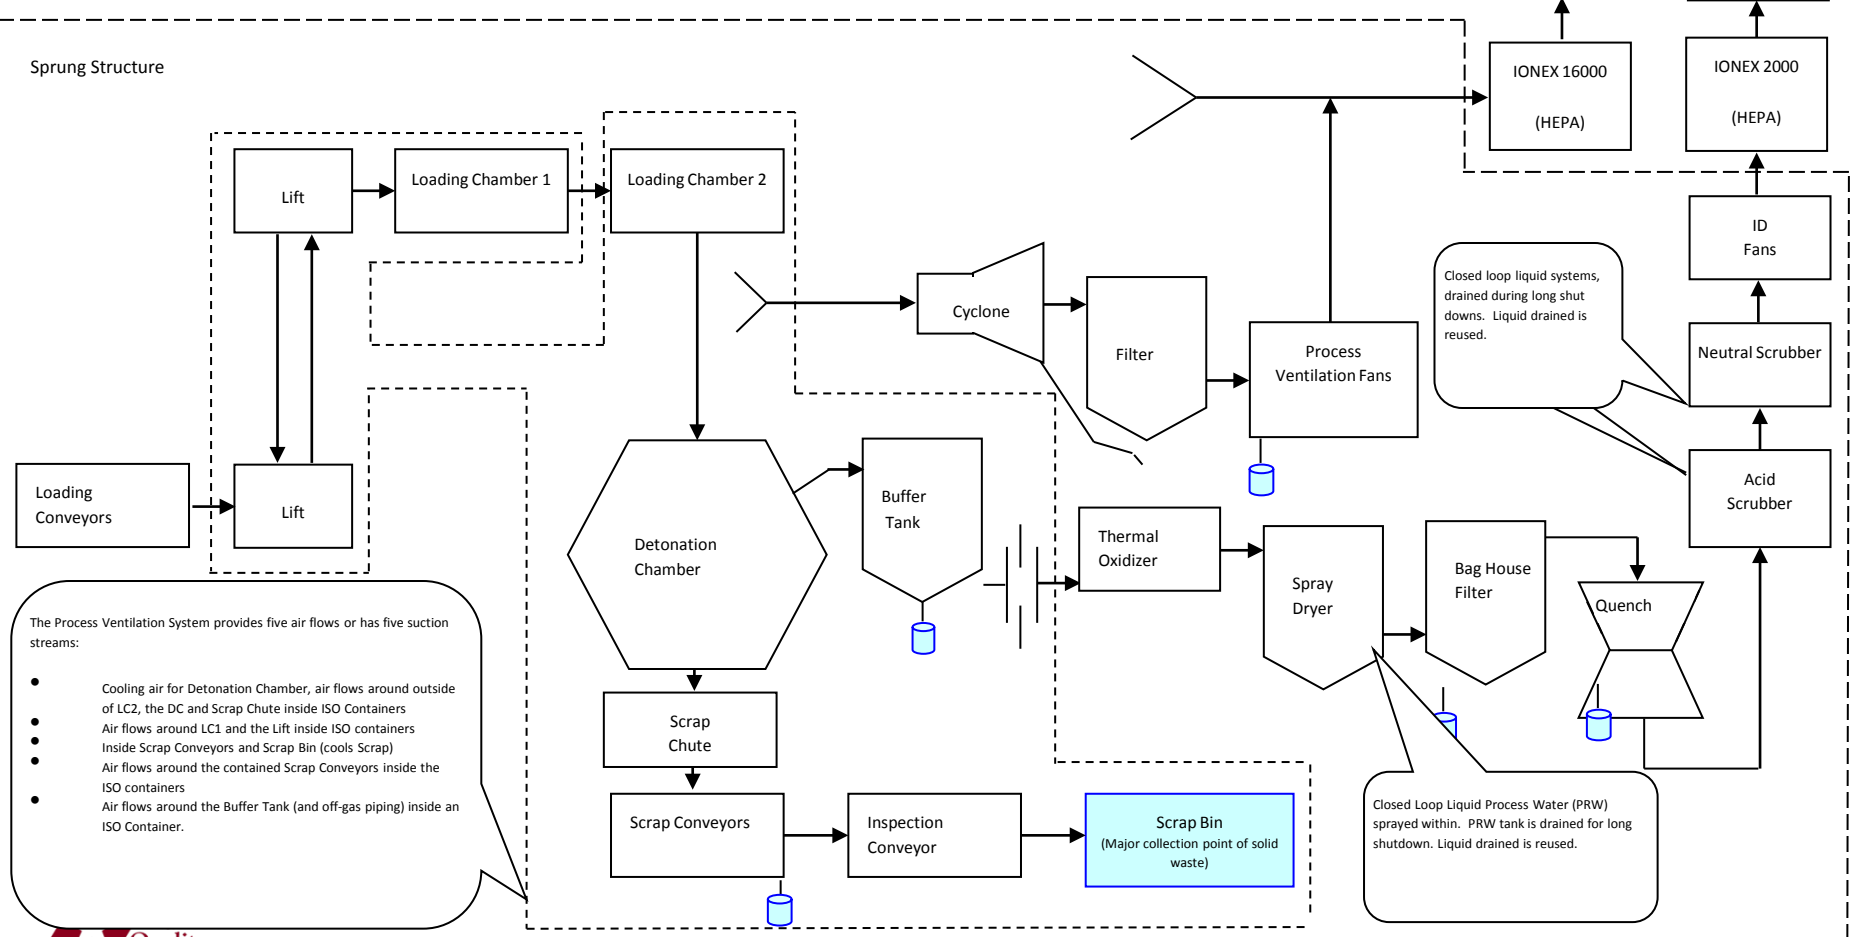 Sprung Structure
IONEX 16000
(HEPA)
IONEX 2000
(HEPA)
Lift
Loading Chamber 1
Loading Chamber 2
ID
Fans
Closed loop liquid systems,
drained during long shut
downs. Liquid drained is
reused.
Cyclone
Filter
Process
Ventilation Fans
Neutral Scrubber
Loading
Conveyors
Lift
Detonation
Chamber
Buffer
Tank
Thermal
Oxidizer
Spray
Dryer
Bag House
Filter
Quench
Acid
Scrubber
The Process Ventilation System provides five air flows or has five suction
streams:
• Cooling air for Detonation Chamber, air flows around outside
of LC2, the DC and Scrap Chute inside ISO Containers
• Air flows around LC1 and the Lift inside ISO containers
• Inside Scrap Conveyors and Scrap Bin (cools Scrap)
• Air flows around the contained Scrap Conveyors inside the
ISO containers
• Air flows around the Buffer Tank (and off-gas piping) inside an
ISO Container.
Scrap
Chute
Scrap Conveyors
Inspection
Conveyor
Scrap Bin
(Major collection point of solid
waste)
Closed Loop Liquid Process Water (PRW)
sprayed within. PRW tank is drained for long
shutdown. Liquid drained is reused.